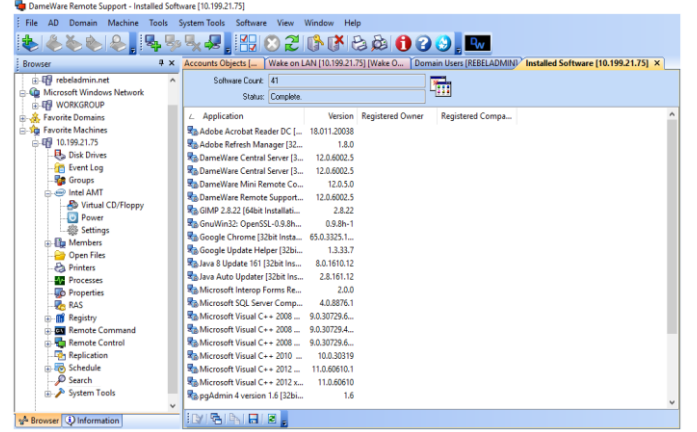 DameWare Remote Support - Installed Software [10.199.21.75]
File AD Domain Machine Tools System Tools Software View Window Help
Browser
Accounts Objects [... Wake on LAN [10.199.21.75] [Wake O... Domain Users [REBELADMIN\ Installed Software [10.199.21.75] ×
rebeladmin.net
Microsoft Windows Network
WORKGROUP
Favorite Domains
Favorite Machines
10.199.21.75
Disk Drives
Event Log
Groups
Intel AMT
Virtual CD/Floppy
Power
Settings
Members
Open Files
Printers
Processes
Properties
RAS
Registry
Remote Command
Remote Control
Replication
Schedule
Search
System Tools
Browser Information
Software Count: 41
Status: Complete.
Application Version Registered Owner Registered Compa...
Adobe Acrobat Reader DC [... 18.011.20038
Adobe Refresh Manager [32... 1.8.0
DameWare Central Server [3... 12.0.6002.5
DameWare Central Server [3... 12.0.6002.5
DameWare Mini Remote Co... 12.0.5.0
DameWare Remote Support... 12.0.6002.5
GIMP 2.8.22 [64bit Installati... 2.8.22
GnuWin32: OpenSSL-0.9.8h... 0.9.8h-1
Google Chrome [32bit Insta... 65.0.3325.1...
Google Update Helper [32bi... 1.3.33.7
Java 8 Update 161 [32bit Ins... 8.0.1610.12
Java Auto Updater [32bit Ins... 2.8.161.12
Microsoft Interop Forms Re... 2.0.0
Microsoft SQL Server Comp... 4.0.8876.1
Microsoft Visual C++ 2008 ... 9.0.30729.6...
Microsoft Visual C++ 2008 ... 9.0.30729.4...
Microsoft Visual C++ 2008 ... 9.0.30729.6...
Microsoft Visual C++ 2010 ... 10.0.30319
Microsoft Visual C++ 2012 ... 11.0.60610.1
Microsoft Visual C++ 2012 x... 11.0.60610
pgAdmin 4 version 1.6 [32bi... 1.6